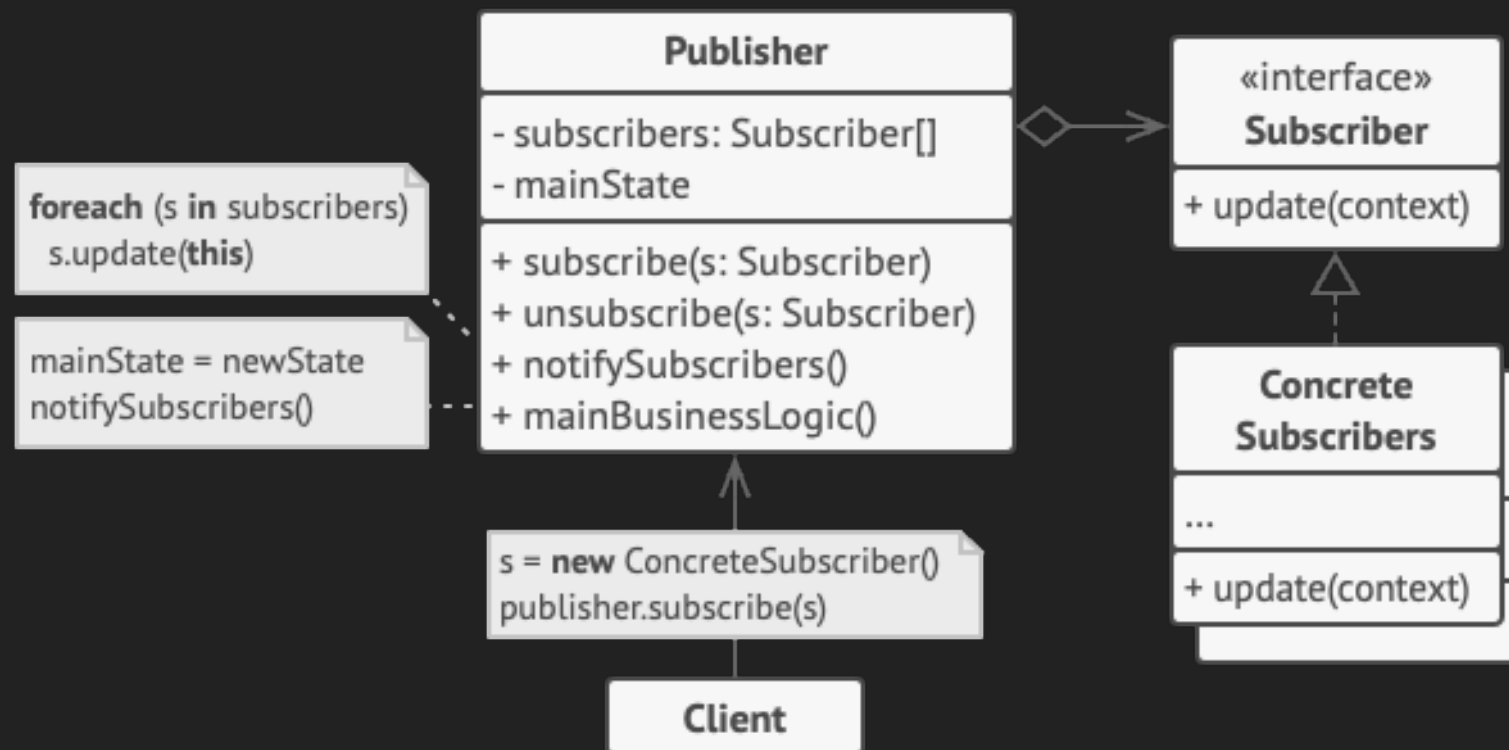 Publisher
- subscribers: Subscriber[]
- mainState
+ subscribe(s: Subscriber)
+ unsubscribe(s: Subscriber)
+ notifySubscribers()
+ mainBusinessLogic()
«interface»
Subscriber
+ update(context)
foreach (s in subscribers)
s.update(this)
mainState = newState
notifySubscribers()
Concrete
Subscribers
...
+ update(context)
s = new ConcreteSubscriber()
publisher.subscribe(s)
Client